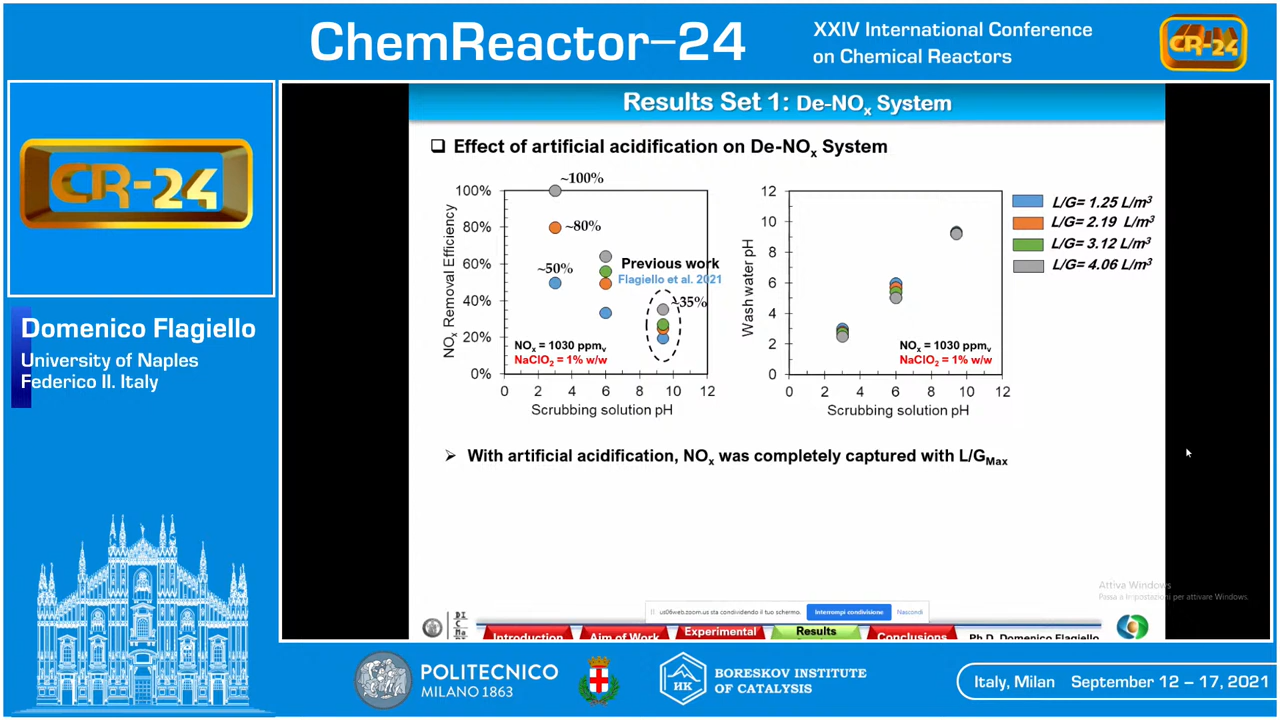 ChemReactor–24
XXIV International Conference
on Chemical Reactors
CR-24
CR-24
Domenico Flagiello
University of Naples
Federico II. Italy
Results Set 1: De-NOx System
❑ Effect of artificial acidification on De-NOx System
NOx Removal Efficiency
100%
80%
60%
40%
20%
0%
0 2 4 6 8 10 12
Scrubbing solution pH
~100%
~80%
~50%
Previous work
Flagiello et al. 2021
~35%
NOx = 1030 ppmv
NaClO2 = 1% w/w
Wash water pH
12
10
8
6
4
2
0
0 2 4 6 8 10 12
Scrubbing solution pH
NOx = 1030 ppmv
NaClO2 = 1% w/w
L/G= 1.25 L/m³
L/G= 2.19 L/m³
L/G= 3.12 L/m³
L/G= 4.06 L/m³
➢ With artificial acidification, NOx was completely captured with L/GMax
Attiva Windows
Passa a Impostazioni per attivare Windows.
us06web.zoom.us sta condividendo il tuo schermo. Interrompi condivisione Nascondi
Introduction Aim of Work Experimental Results Conclusions Ph.D. Domenico Flagiello
POLITECNICO
MILANO 1863
HK
BORESKOV INSTITUTE
OF CATALYSIS
Italy, Milan September 12 – 17, 2021